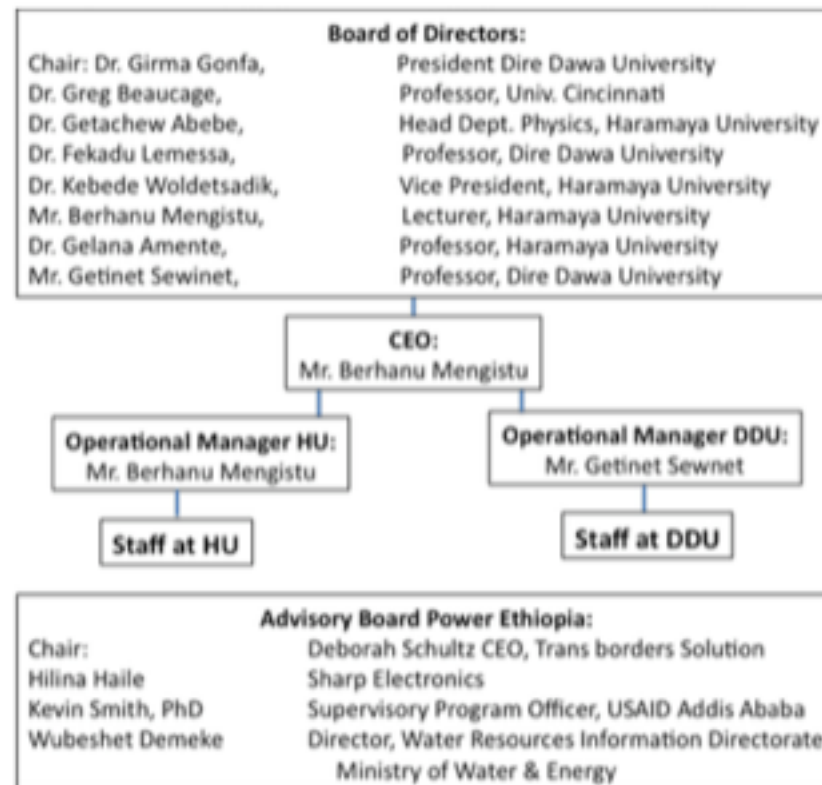 Board of Directors:
Chair: Dr. Girma Gonfa, President Dire Dawa University
Dr. Greg Beaucage, Professor, Univ. Cincinnati
Dr. Getachew Abebe, Head Dept. Physics, Haramaya University
Dr. Fekadu Lemessa, Professor, Dire Dawa University
Dr. Kebede Woldetsadik, Vice President, Haramaya University
Mr. Berhanu Mengistu, Lecturer, Haramaya University
Dr. Gelana Amente, Professor, Haramaya University
Mr. Getinet Sewinet, Professor, Dire Dawa University
CEO:
Mr. Berhanu Mengistu
Operational Manager HU:
Mr. Berhanu Mengistu
Operational Manager DDU:
Mr. Getinet Sewnet
Staff at HU
Staff at DDU
Advisory Board Power Ethiopia:
Chair: Deborah Schultz CEO, Trans borders Solution
Hilina Haile Sharp Electronics
Kevin Smith, PhD Supervisory Program Officer, USAID Addis Ababa
Wubeshet Demeke Director, Water Resources Information Directorate
Ministry of Water & Energy